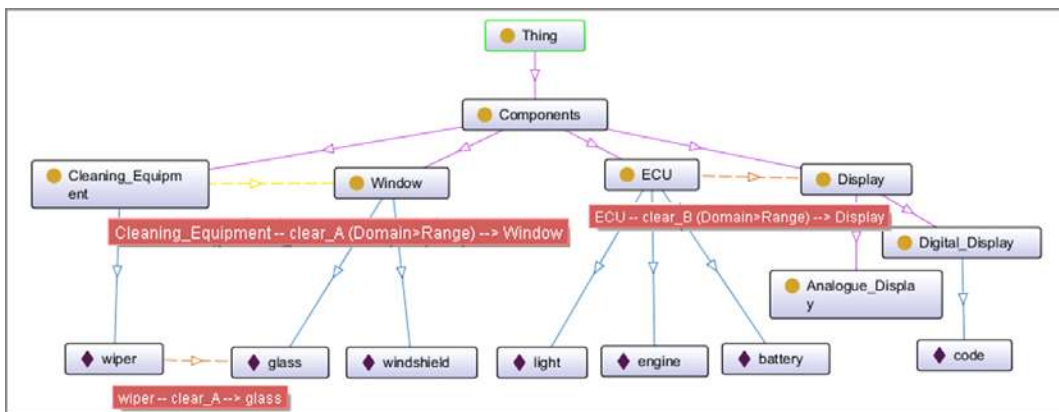 Thing
Components
Cleaning_Equipm
ent
Window
ECU
Display
Cleaning_Equipment -- clear_A (Domain>Range) --> Window
ECU -- clear_B (Domain>Range) --> Display
Digital_Display
Analogue_Displa
y
wiper
glass
windshield
light
engine
battery
code
wiper -- clear_A --> glass